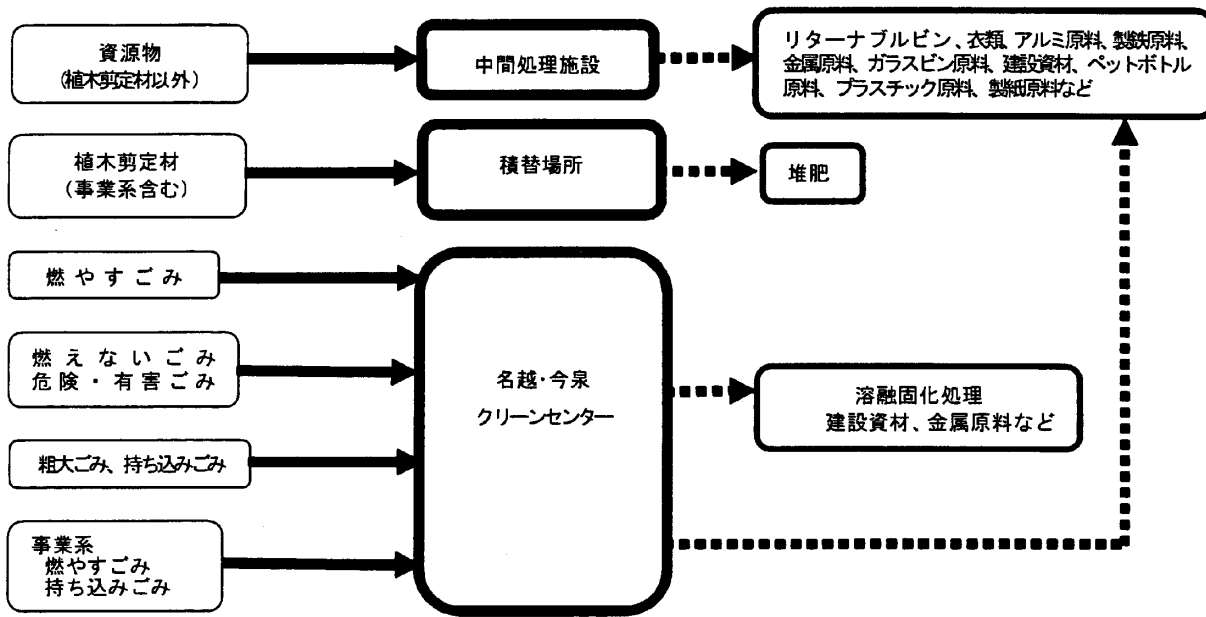 資源物
(植木剪定材以外)
中間処理施設
リターナブルビン、衣類、アルミ原料、製鉄原料、
金属原料、ガラスビン原料、建設資材、ペットボトル
原料、プラスチック原料、製紙原料など
植木剪定材
(事業系含む)
積替場所
堆肥
燃やすごみ
燃えないごみ
危険・有害ごみ
粗大ごみ、持ち込みごみ
事業系
燃やすごみ
持ち込みごみ
名越・今泉
クリーンセンター
溶融固化処理
建設資材、金属原料など